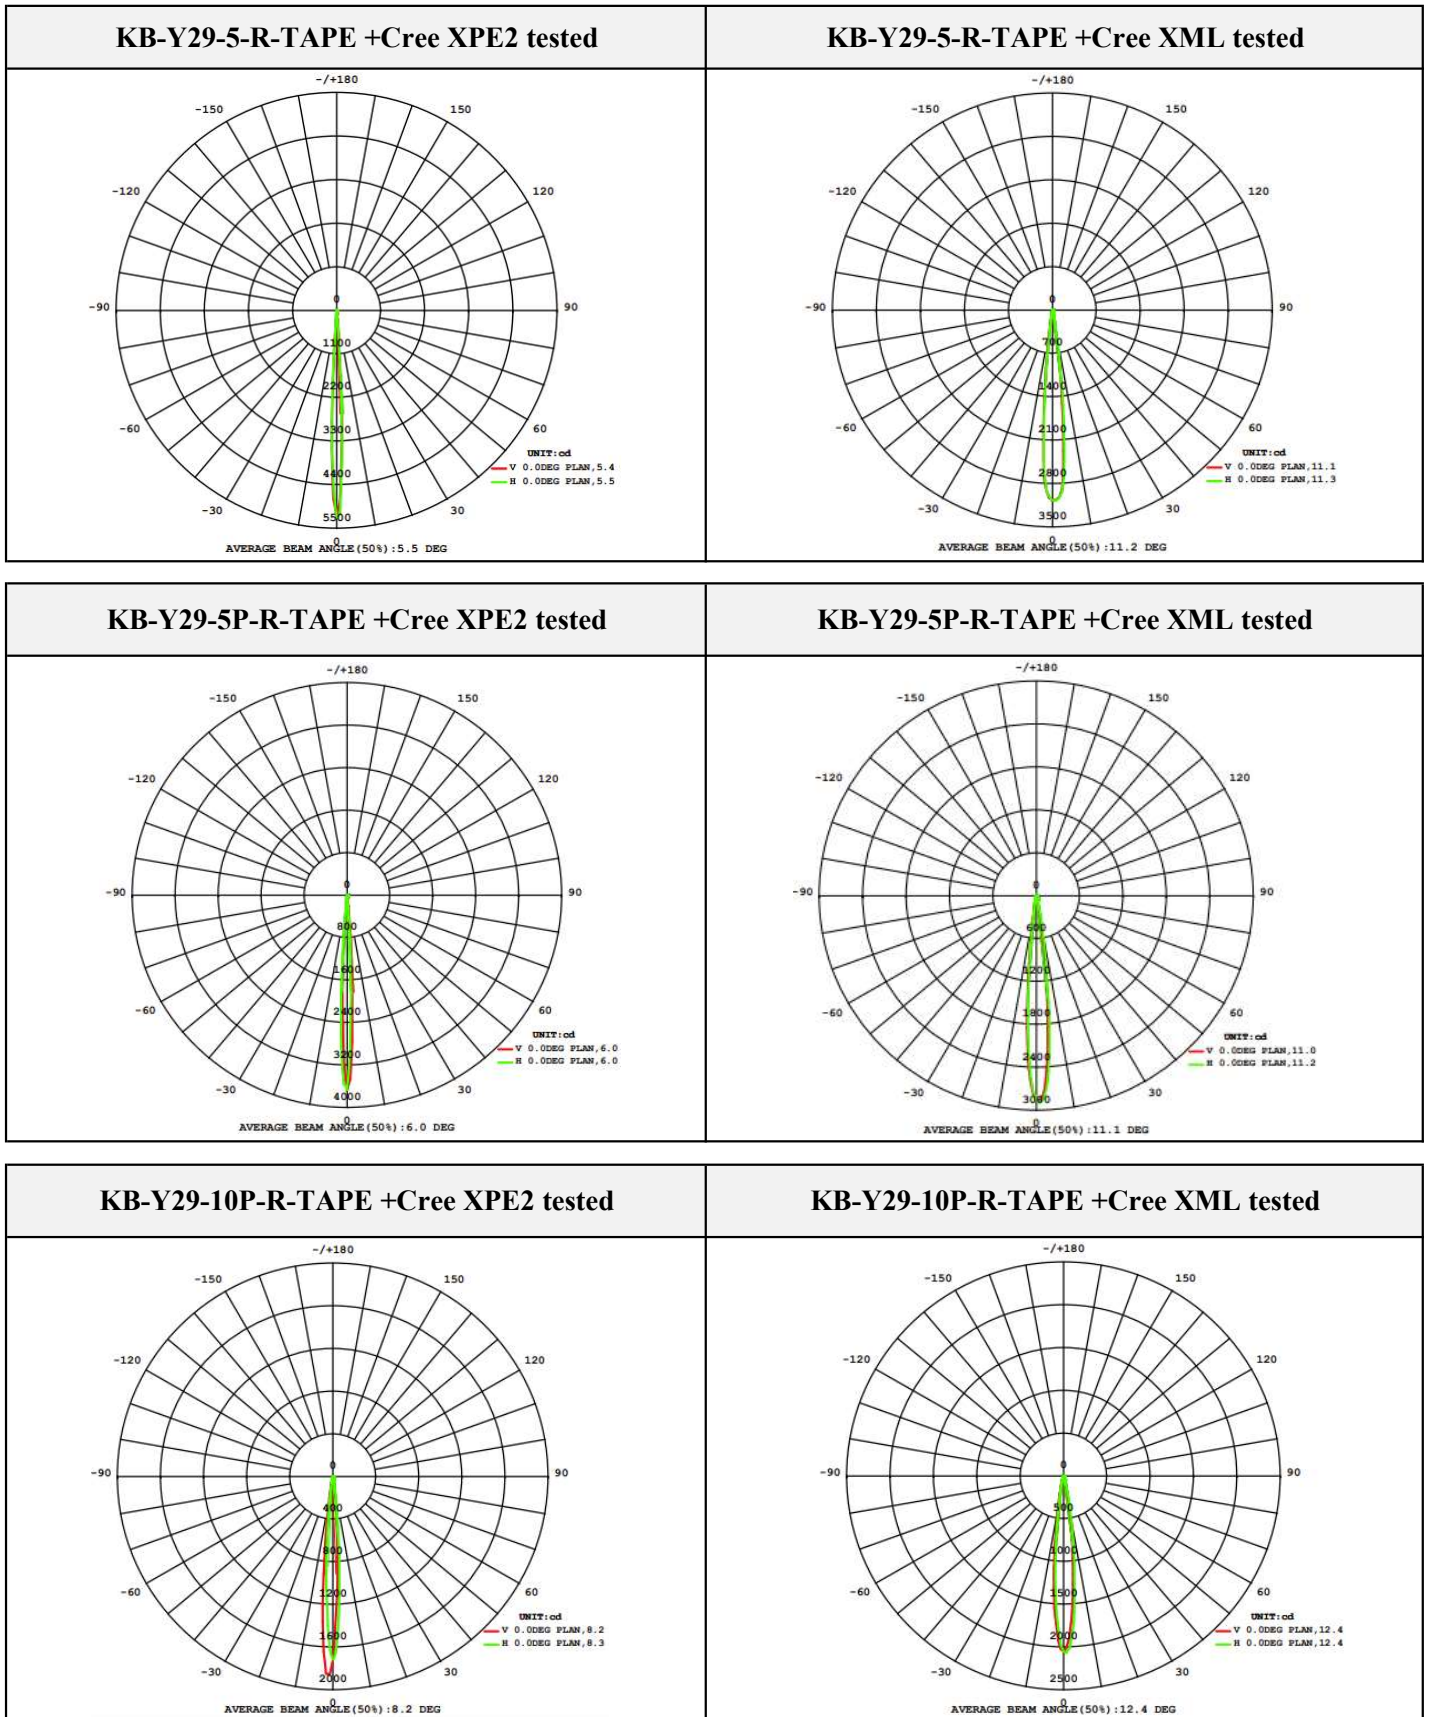 KB-Y29-5-R-TAPE +Cree XPE2 tested
-/+180
-150 150
-120 120
-90 90
-60 60
-30 30
0
1100
2200
3300
4400
5500
0
UNIT:cd
V 0.0DEG PLAN,5.4
H 0.0DEG PLAN,5.5
AVERAGE BEAM ANGLE(50%):5.5 DEG
KB-Y29-5-R-TAPE +Cree XML tested
-/+180
-150 150
-120 120
-90 90
-60 60
-30 30
0
700
1400
2100
2800
3500
0
UNIT:cd
V 0.0DEG PLAN,11.1
H 0.0DEG PLAN,11.3
AVERAGE BEAM ANGLE(50%):11.2 DEG
KB-Y29-5P-R-TAPE +Cree XPE2 tested
-/+180
-150 150
-120 120
-90 90
-60 60
-30 30
0
800
1600
2400
3200
4000
0
UNIT:cd
V 0.0DEG PLAN,6.0
H 0.0DEG PLAN,6.0
AVERAGE BEAM ANGLE(50%):6.0 DEG
KB-Y29-5P-R-TAPE +Cree XML tested
-/+180
-150 150
-120 120
-90 90
-60 60
-30 30
0
600
1200
1800
2400
3000
0
UNIT:cd
V 0.0DEG PLAN,11.0
H 0.0DEG PLAN,11.2
AVERAGE BEAM ANGLE(50%):11.1 DEG
KB-Y29-10P-R-TAPE +Cree XPE2 tested
-/+180
-150 150
-120 120
-90 90
-60 60
-30 30
0
400
800
1200
1600
2000
0
UNIT:cd
V 0.0DEG PLAN,8.2
H 0.0DEG PLAN,8.3
AVERAGE BEAM ANGLE(50%):8.2 DEG
KB-Y29-10P-R-TAPE +Cree XML tested
-/+180
-150 150
-120 120
-90 90
-60 60
-30 30
0
500
1000
1500
2000
2500
0
UNIT:cd
V 0.0DEG PLAN,12.4
H 0.0DEG PLAN,12.4
AVERAGE BEAM ANGLE(50%):12.4 DEG